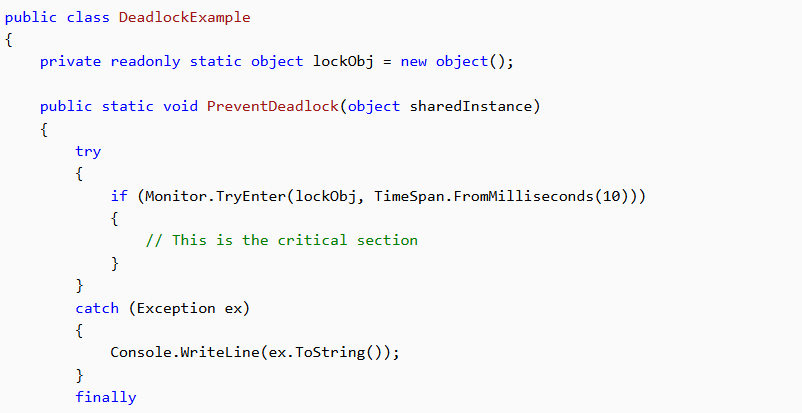 public class DeadlockExample
{
    private readonly static object lockObj = new object();
    public static void PreventDeadlock(object sharedInstance)
    {
        try
        {
            if (Monitor.TryEnter(lockObj, TimeSpan.FromMilliseconds(10)))
            {
                // This is the critical section
            }
        }
        catch (Exception ex)
        {
            Console.WriteLine(ex.ToString());
        }
        finally